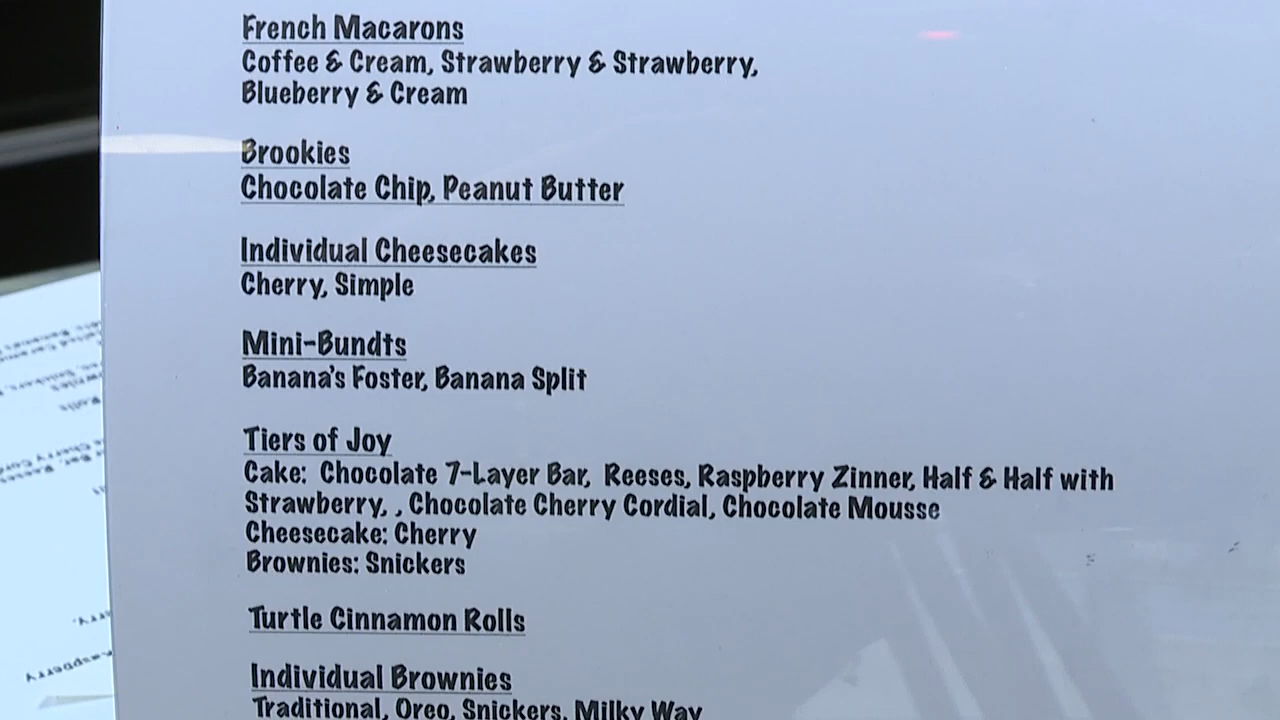 French Macarons
Coffee & Cream, Strawberry & Strawberry,
Blueberry & Cream
Brookies
Chocolate Chip, Peanut Butter
Individual Cheesecakes
Cherry, Simple
Mini-Bundts
Banana's Foster, Banana Split
Tiers of Joy
Cake: Chocolate 7-Layer Bar, Reeses, Raspberry Zinner, Half & Half with
Strawberry, , Chocolate Cherry Cordial, Chocolate Mousse
Cheesecake: Cherry
Brownies: Snickers
Turtle Cinnamon Rolls
Individual Brownies
Traditional, Oreo, Snickers, Milky Way